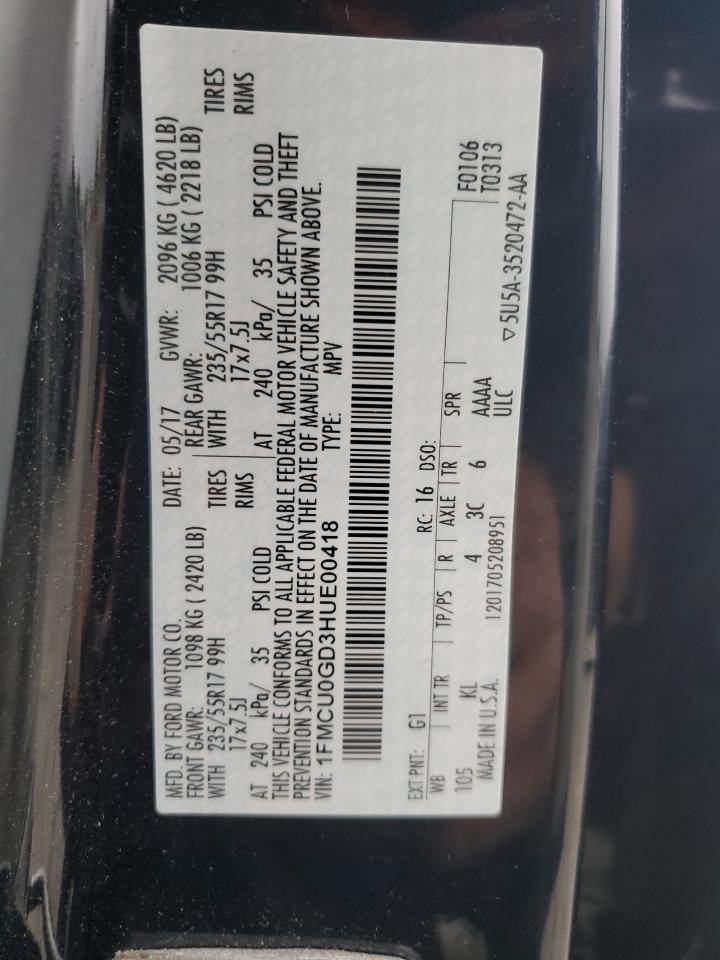 MFD. BY FORD MOTOR CO. DATE: 05/17 GVWR: 2096 KG ( 4620 LB)
FRONT GAWR: 1098 KG ( 2420 LB) REAR GAWR: 1006 KG ( 2218 LB)
WITH 235/55R17 99H TIRES WITH 235/55R17 99H TIRES
17x7.5J RIMS 17x7.5J RIMS
AT 240 kPa/ 35 PSI COLD AT 240 kPa/ 35 PSI COLD
THIS VEHICLE CONFORMS TO ALL APPLICABLE FEDERAL MOTOR VEHICLE SAFETY AND THEFT
PREVENTION STANDARDS IN EFFECT ON THE DATE OF MANUFACTURE SHOWN ABOVE.
VIN: 1FMCU0GD3HUE00418 TYPE: MPV
EXT PNT: G1 RC: 16 DSO: F0106
WB INT TR TP/PS R AXLE TR SPR T0313
105 KL 4 3C 6 AAAA ▽5U5A-3520472-AA
MADE IN U.S.A. 1201705208951 ULC